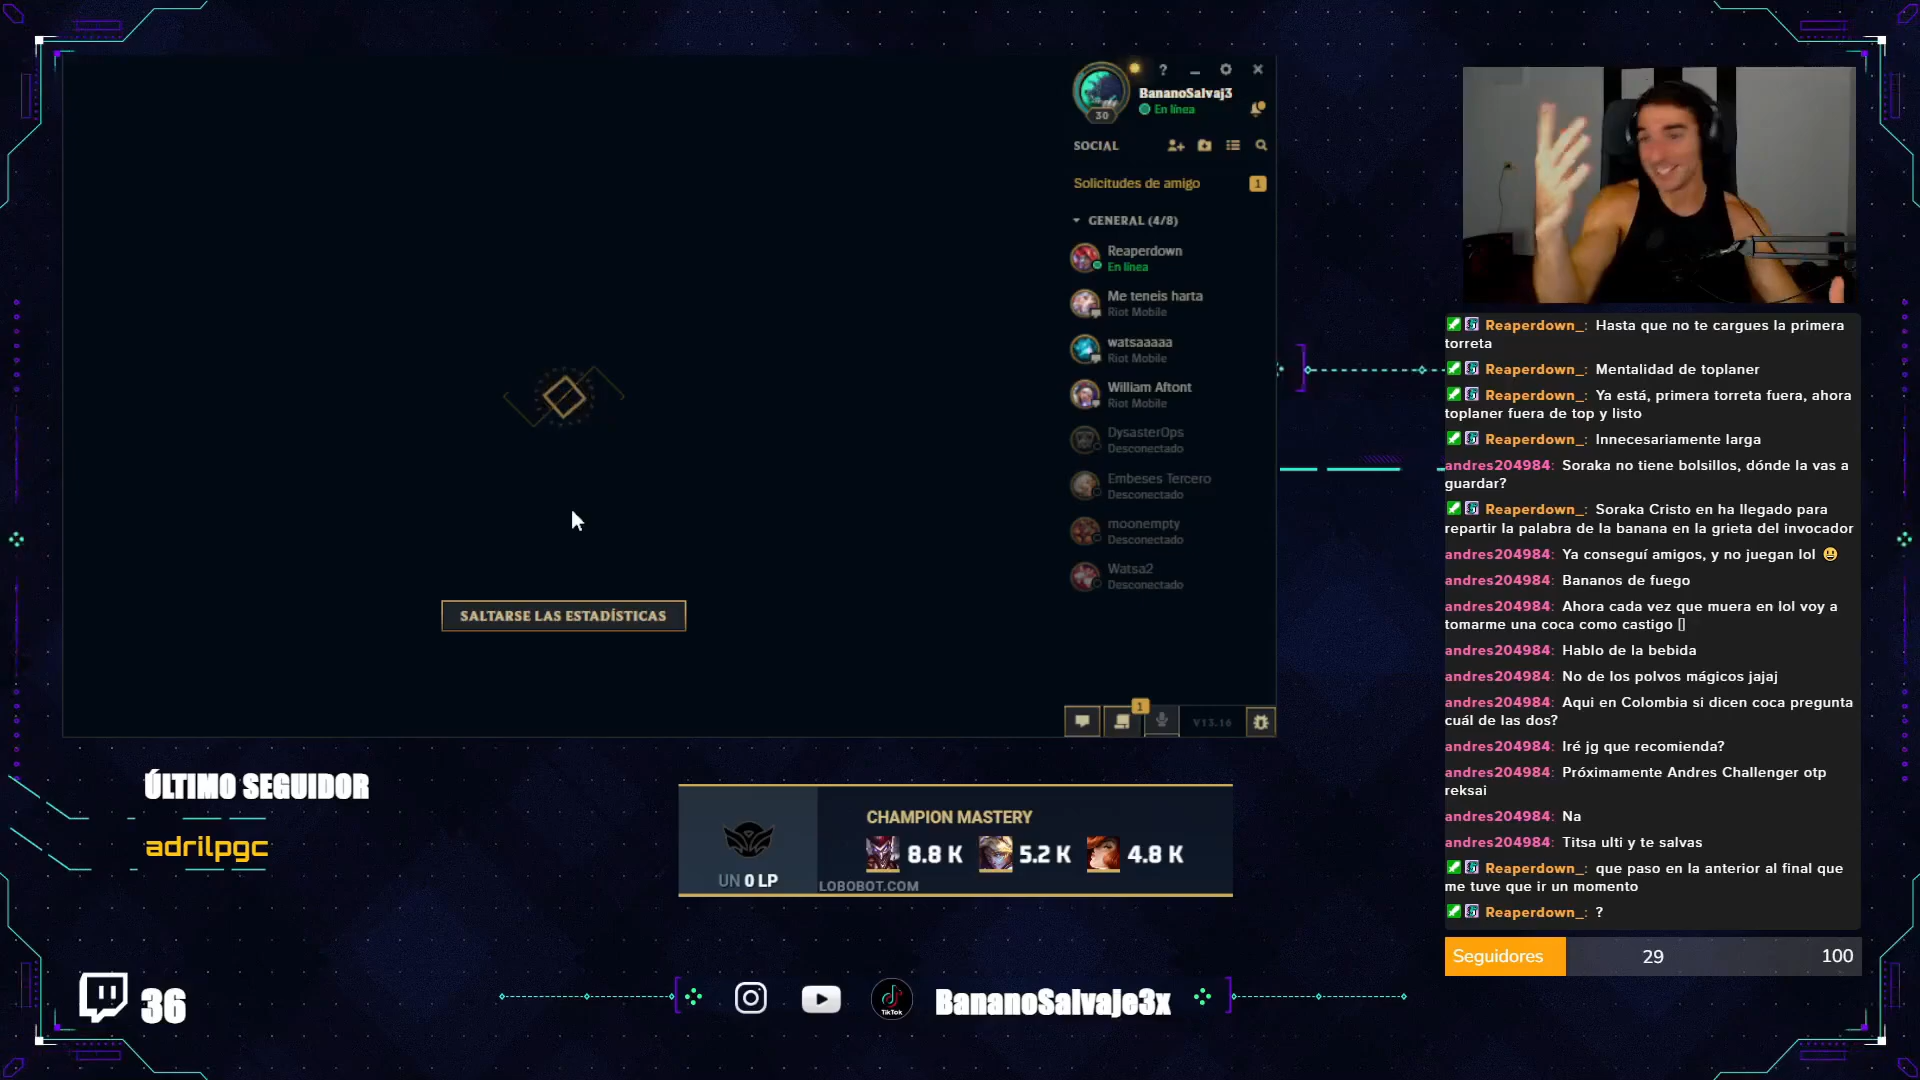 BananoSalvaj3
En línea
30
SOCIAL
Solicitudes de amigo
1
GENERAL (4/8)
Reaperdown
En línea
Me teneis harta
Riot Mobile
watsaaaaa
Riot Mobile
William Aftont
Riot Mobile
DysasterOps
Desconectado
Embeses Tercero
Desconectado
moonempty
Desconectado
Watsa2
Desconectado
SALTARSE LAS ESTADÍSTICAS
1
V13.16
Reaperdown_: Hasta que no te cargues la primera
torreta
Reaperdown_: Mentalidad de toplaner
Reaperdown_: Ya está, primera torreta fuera, ahora
toplaner fuera de top y listo
Reaperdown_: Innecesariamente larga
andres204984: Soraka no tiene bolsillos, dónde la vas a
guardar?
Reaperdown_: Soraka Cristo en ha llegado para
repartir la palabra de la banana en la grieta del invocador
andres204984: Ya conseguí amigos, y no juegan lol 😃
andres204984: Bananos de fuego
andres204984: Ahora cada vez que muera en lol voy a
tomarme una coca como castigo []
andres204984: Hablo de la bebida
andres204984: No de los polvos mágicos jajaj
andres204984: Aqui en Colombia si dicen coca pregunta
cuál de las dos?
andres204984: Iré jg que recomienda?
andres204984: Próximamente Andres Challenger otp
reksai
andres204984: Na
andres204984: Titsa ulti y te salvas
Reaperdown_: que paso en la anterior al final que
me tuve que ir un momento
Reaperdown_: ?
Seguidores 29 100
ÚLTIMO SEGUIDOR
adrilpgc
CHAMPION MASTERY
8.8 K 5.2 K 4.8 K
UN 0 LP
LOBOBOT.COM
36
TikTok
BananoSalvaje3x